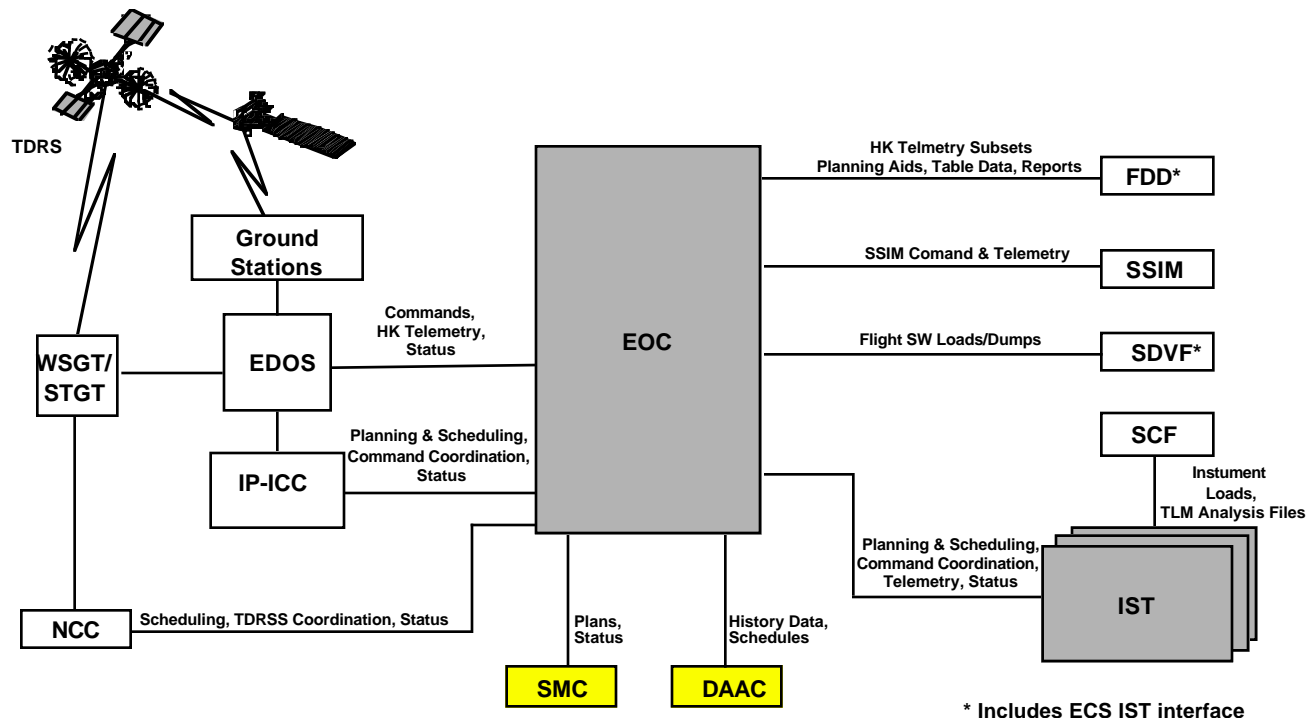 TDRS
Ground
Stations
WSGT/
STGT
EDOS
Commands,
HK Telemetry,
Status
IP-ICC
Planning & Scheduling,
Command Coordination,
Status
NCC
Scheduling, TDRSS Coordination, Status
EOC
Plans,
Status
SMC
History Data,
Schedules
DAAC
HK Telmetry Subsets
Planning Aids, Table Data, Reports
FDD*
SSIM Comand & Telemetry
SSIM
Flight SW Loads/Dumps
SDVF*
SCF
Instument
Loads,
TLM Analysis Files
Planning & Scheduling,
Command Coordination,
Telemetry, Status
IST
* Includes ECS IST interface